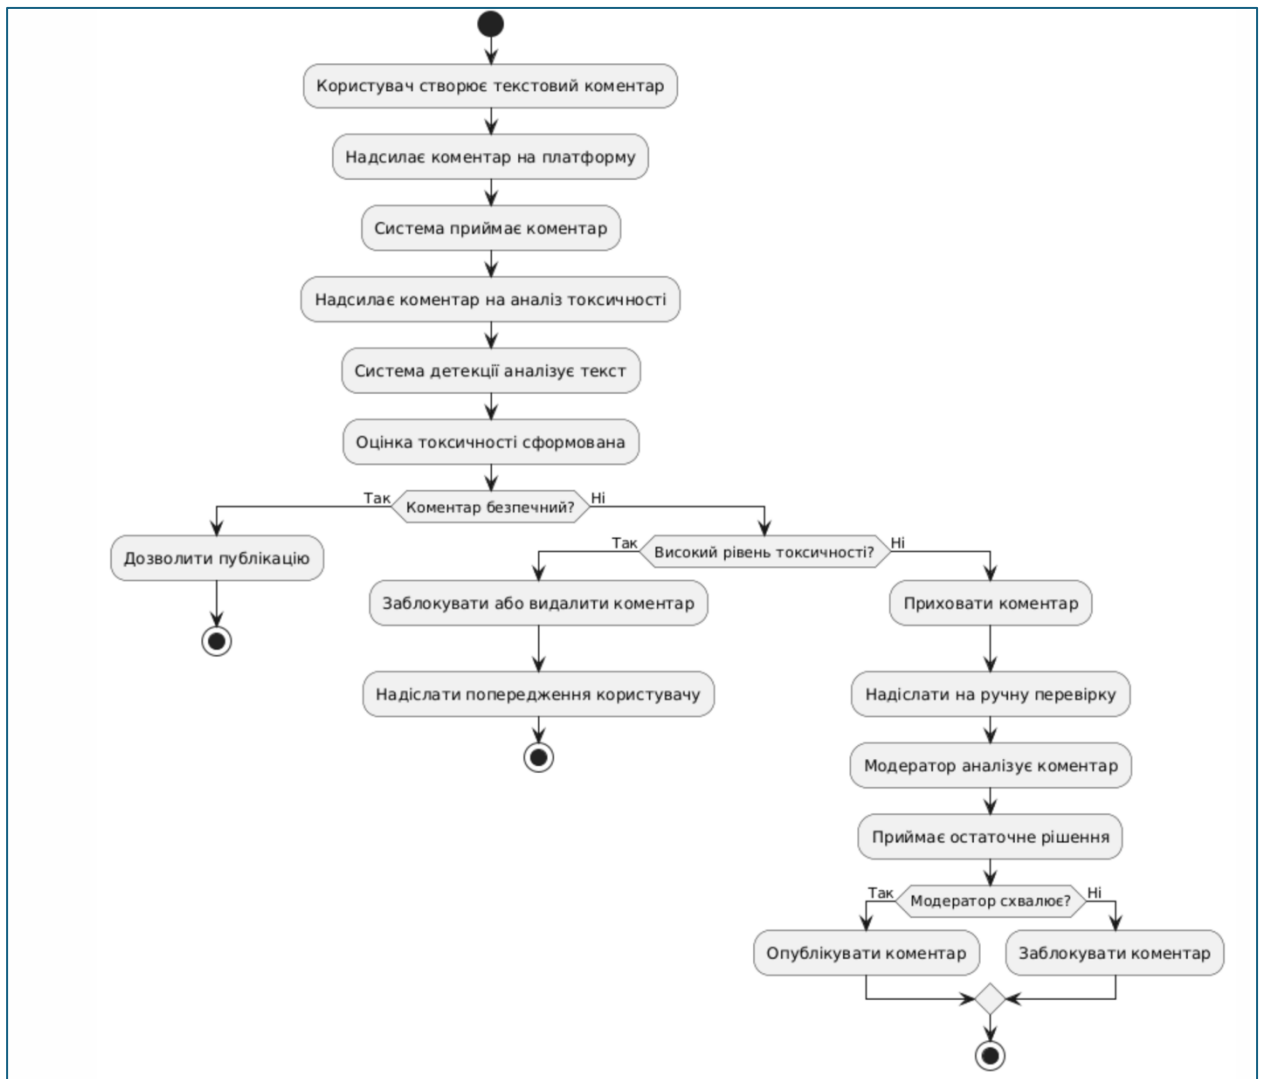 Користувач створює текстовий коментар
Надсилає коментар на платформу
Система приймає коментар
Надсилає коментар на аналіз токсичності
Система детекції аналізує текст
Оцінка токсичності сформована
Так
Коментар безпечний?
Ні
Дозволити публікацію
Так
Високий рівень токсичності?
Ні
Заблокувати або видалити коментар
Приховати коментар
Надіслати попередження користувачу
Надіслати на ручну перевірку
Модератор аналізує коментар
Приймає остаточне рішення
Так
Модератор схвалює?
Ні
Опублікувати коментар
Заблокувати коментар